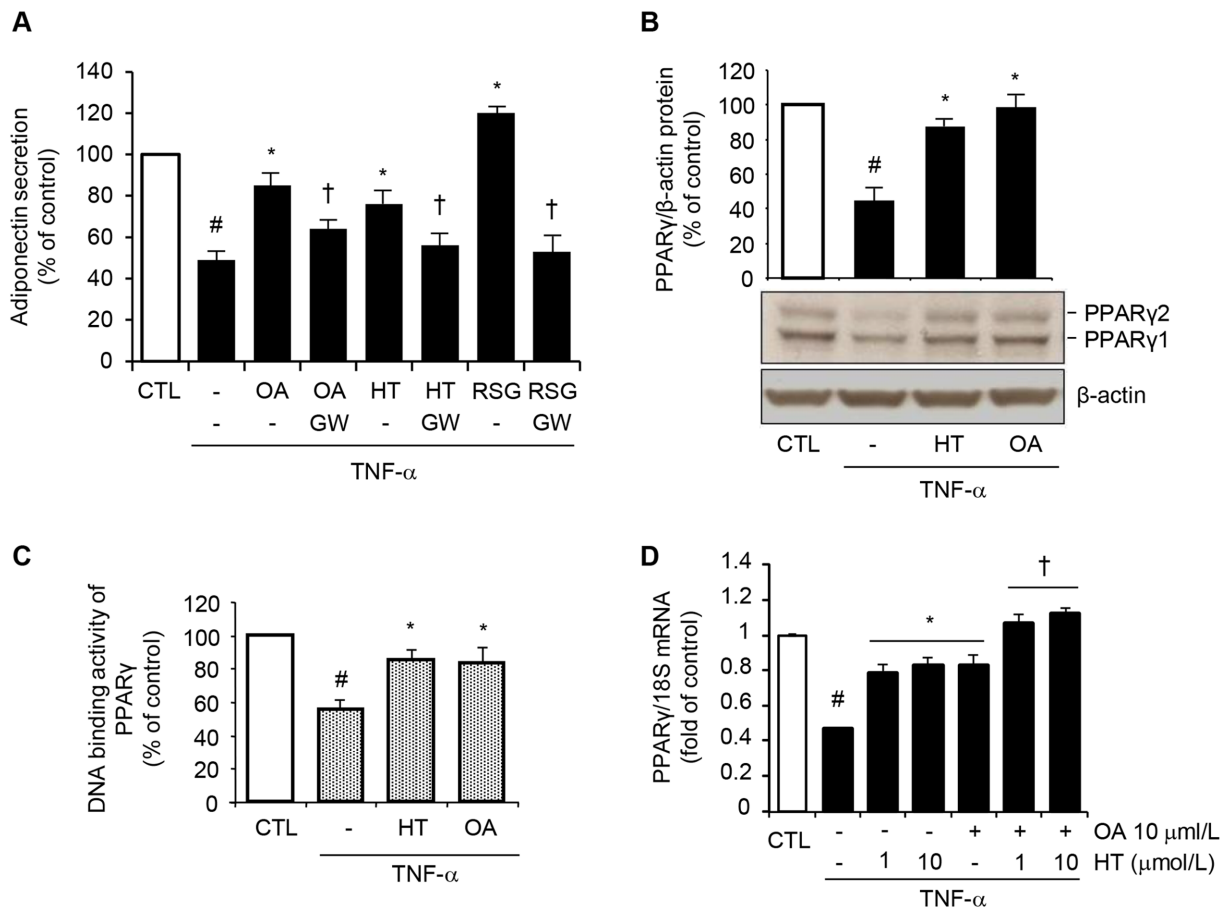 A
Adiponectin secretion
(% of control)
140
120
100
80
60
40
20
0
#
*
†
*
†
*
†
CTL - OA OA HT HT RSG RSG
- - GW - GW - GW
TNF-α
B
PPARγ/β-actin protein
(% of control)
120
100
80
60
40
20
0
#
*
*
PPARγ2
PPARγ1
β-actin
CTL - HT OA
TNF-α
C
DNA binding activity of
PPARγ
(% of control)
120
100
80
60
40
20
0
#
*
*
CTL - HT OA
TNF-α
D
PPARγ/18S mRNA
(fold of control)
1.4
1.2
1
0.8
0.6
0.4
0.2
0
#
*
†
CTL - - - + + + OA 10 μml/L
- 1 10 - 1 10 HT (μmol/L)
TNF-α